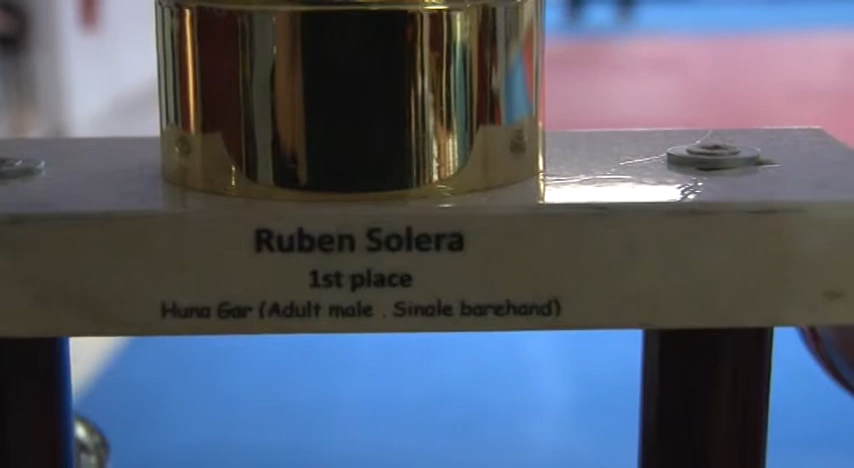 Ruben Solera
1st place
Hung Gar (Adult male . Single barehand)